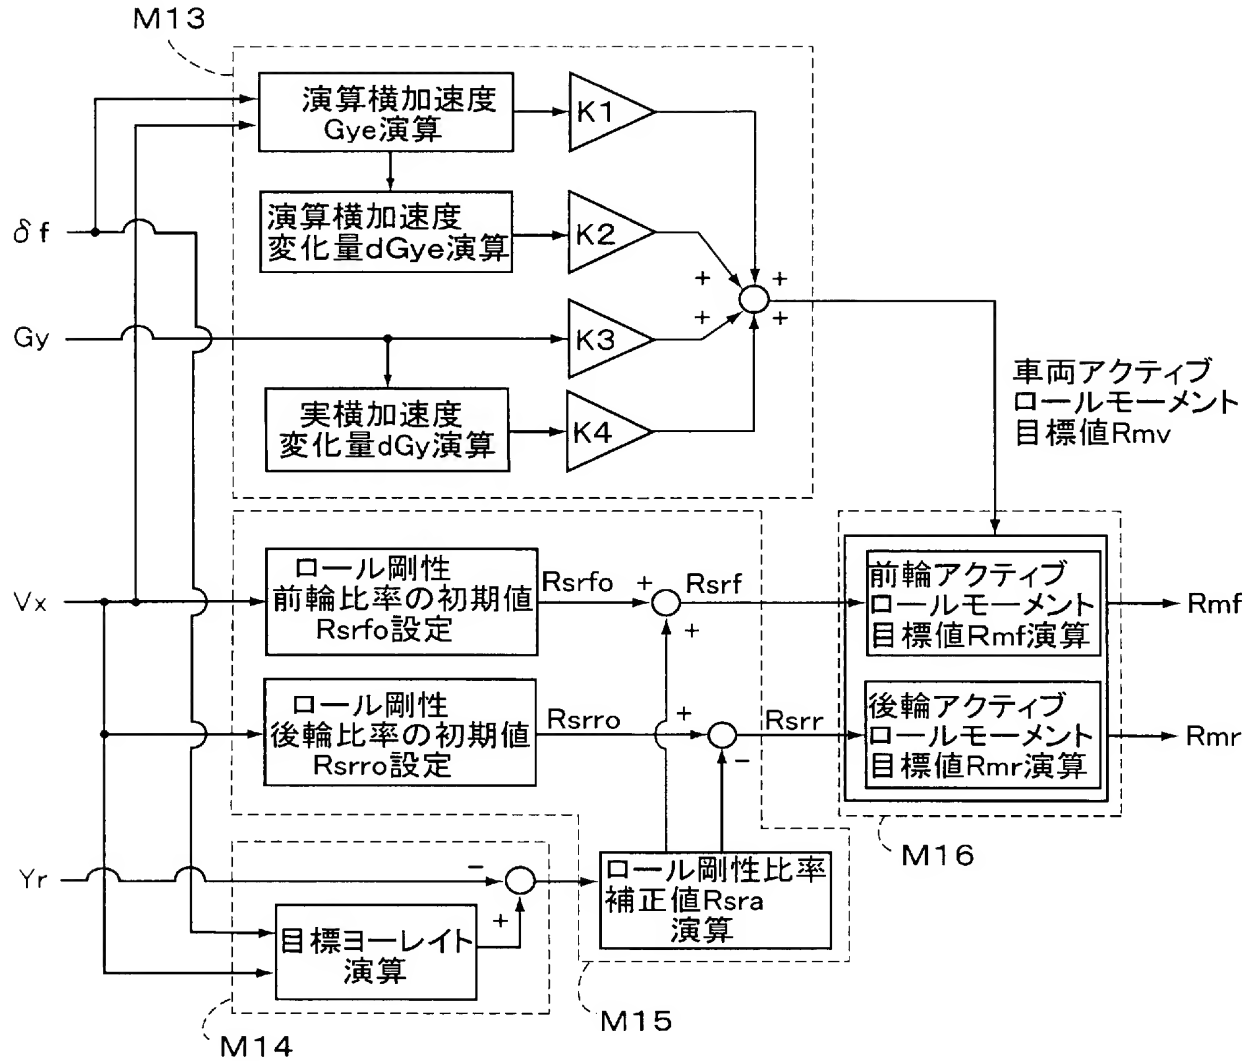 M13
演算横加速度
Gye演算
K1
演算横加速度
変化量dGye演算
K2
δf
+
+
+
+
Gy
K3
実横加速度
変化量dGy演算
K4
車両アクティブ
ロールモーメント
目標値Rmv
ロール剛性
前輪比率の初期値
Rsrfo設定
Rsrfo
+
Rsrf
+
前輪アクティブ
ロールモーメント
目標値Rmf演算
Rmf
Vx
ロール剛性
後輪比率の初期値
Rsrro設定
Rsrro
+
Rsrr
-
後輪アクティブ
ロールモーメント
目標値Rmr演算
Rmr
M16
Yr
-
+
目標ヨーレイト
演算
ロール剛性比率
補正値Rsra
演算
M15
M14